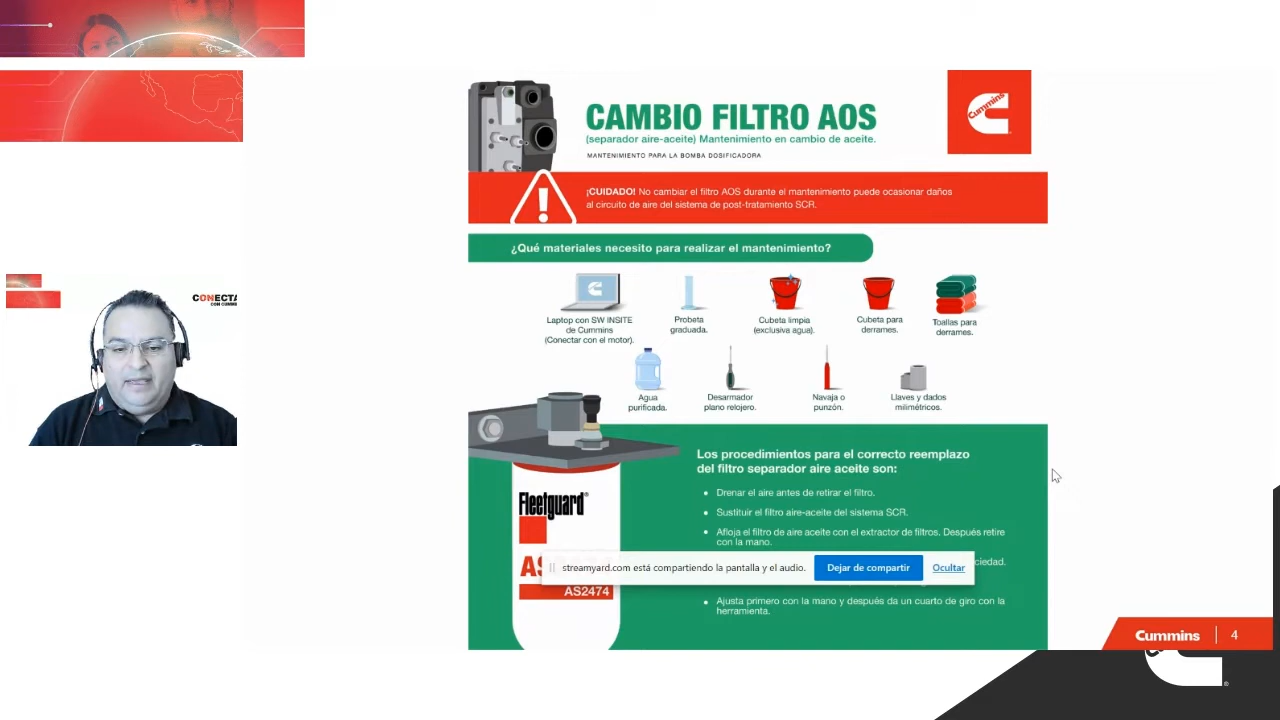 CAMBIO FILTRO AOS
(separador aire-aceite) Mantenimiento en cambio de aceite.
MANTENIMIENTO PARA LA BOMBA DOSIFICADORA
Cummins
¡CUIDADO! No cambiar el filtro AOS durante el mantenimiento puede ocasionar daños
al circuito de aire del sistema de post-tratamiento SCR.
¿Qué materiales necesito para realizar el mantenimiento?
Laptop con SW INSITE
de Cummins
(Conectar con el motor).
Probeta
graduada.
Cubeta limpia
(exclusiva agua).
Cubeta para
derrames.
Toallas para
derrames.
CONECTA
CON CUMM
Agua
purificada.
Desarmador
plano relojero.
Navaja o
punzón.
Llaves y dados
milimétricos.
Los procedimientos para el correcto reemplazo
del filtro separador aire aceite son:
• Drenar el aire antes de retirar el filtro.
• Sustituir el filtro aire-aceite del sistema SCR.
• Afloja el filtro de aire aceite con el extractor de filtros. Después retire
con la mano.
ciedad.
• Ajusta primero con la mano y después da un cuarto de giro con la
herramienta.
Fleetguard®
AS
AS2474
streamyard.com está compartiendo la pantalla y el audio.
Dejar de compartir
Ocultar
Cummins | 4